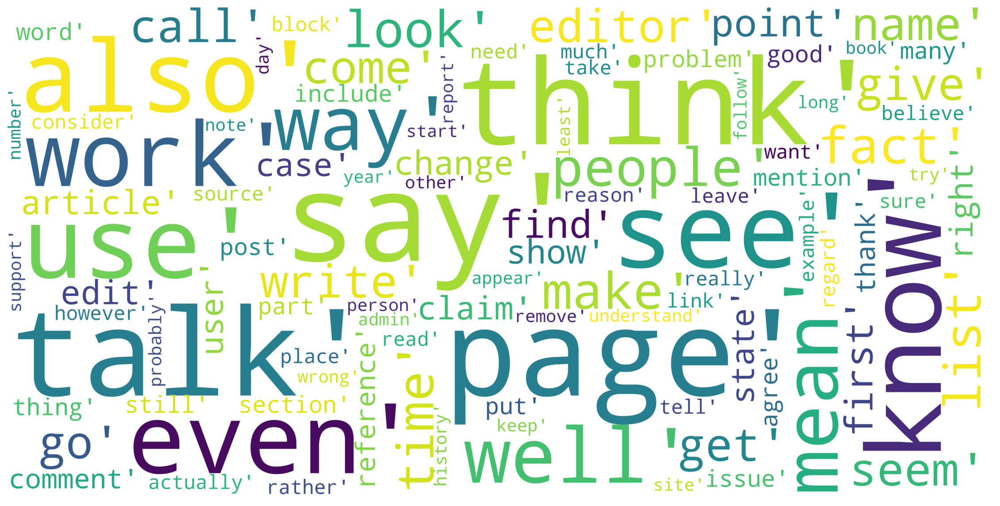 word'
call'
block'
look'
editor'
point'
name'
also'
day'
come'
need'
much'
take'
problem'
good'
book'
many'
think'
include'
report'
follow'
long'
give'
believe'
number'
consider'
note'
way'
start'
least'
work'
case'
change'
people'
want'
fact'
year'
other'
mention'
try'
right'
article'
source'
say'
reason'
leave'
sure'
use'
find'
see'
example'
thank'
know'
post'
show'
regard'
support'
edit'
user'
write'
appear'
make'
really'
list'
however'
probably'
part'
person'
claim'
link'
admin'
remove'
understand'
state'
first'
mean'
talk'
place'
read'
page'
agree'
wrong'
reference'
time'
thing'
still'
section'
put'
tell'
history'
keep'
go'
even'
well'
get'
seem'
comment'
actually'
rather'
site'
issue'